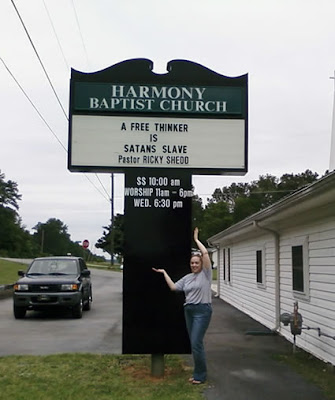 HARMONY
BAPTIST CHURCH
A FREE THINKER
IS
SATANS SLAVE
Pastor RICKY SHEDD
SS 10:00 am
WORSHIP 11am - 6pm
WED. 6:30 pm